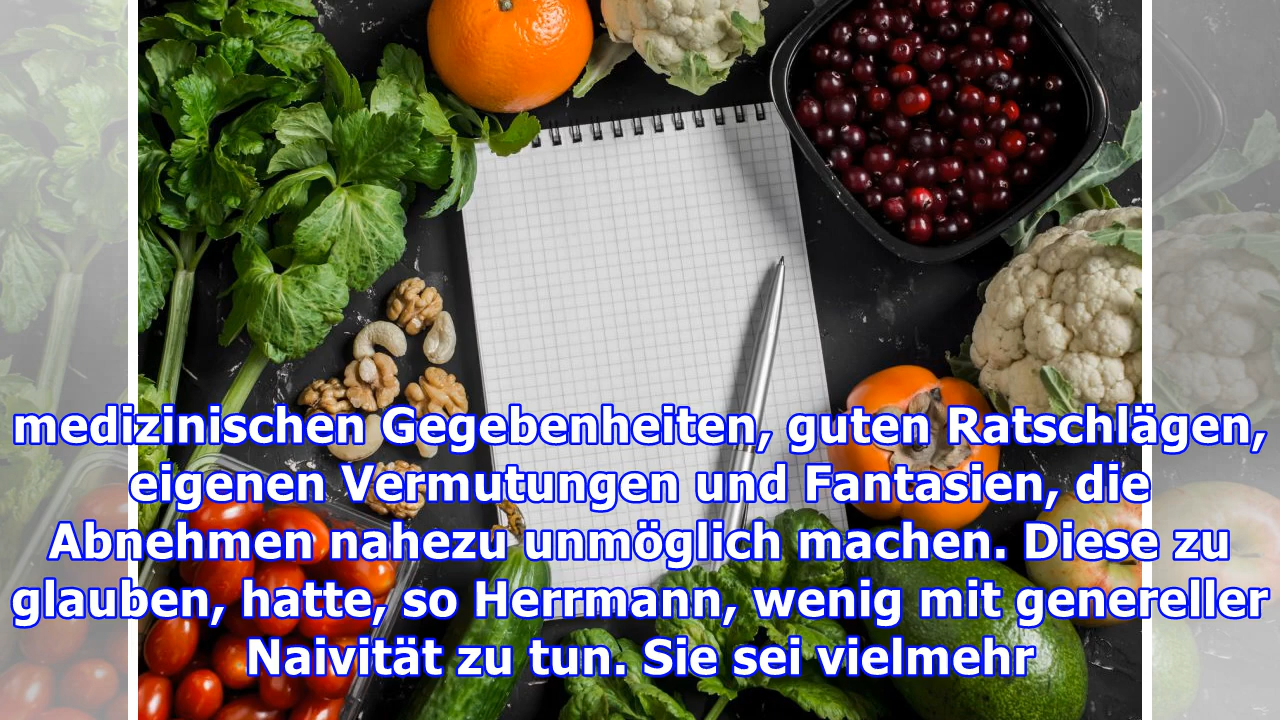 medizinischen Gegebenheiten, guten Ratschlägen,
eigenen Vermutungen und Fantasien, die
Abnehmen nahezu unmöglich machen. Diese zu
glauben, hatte, so Herrmann, wenig mit genereller
Naivität zu tun. Sie sei vielmehr